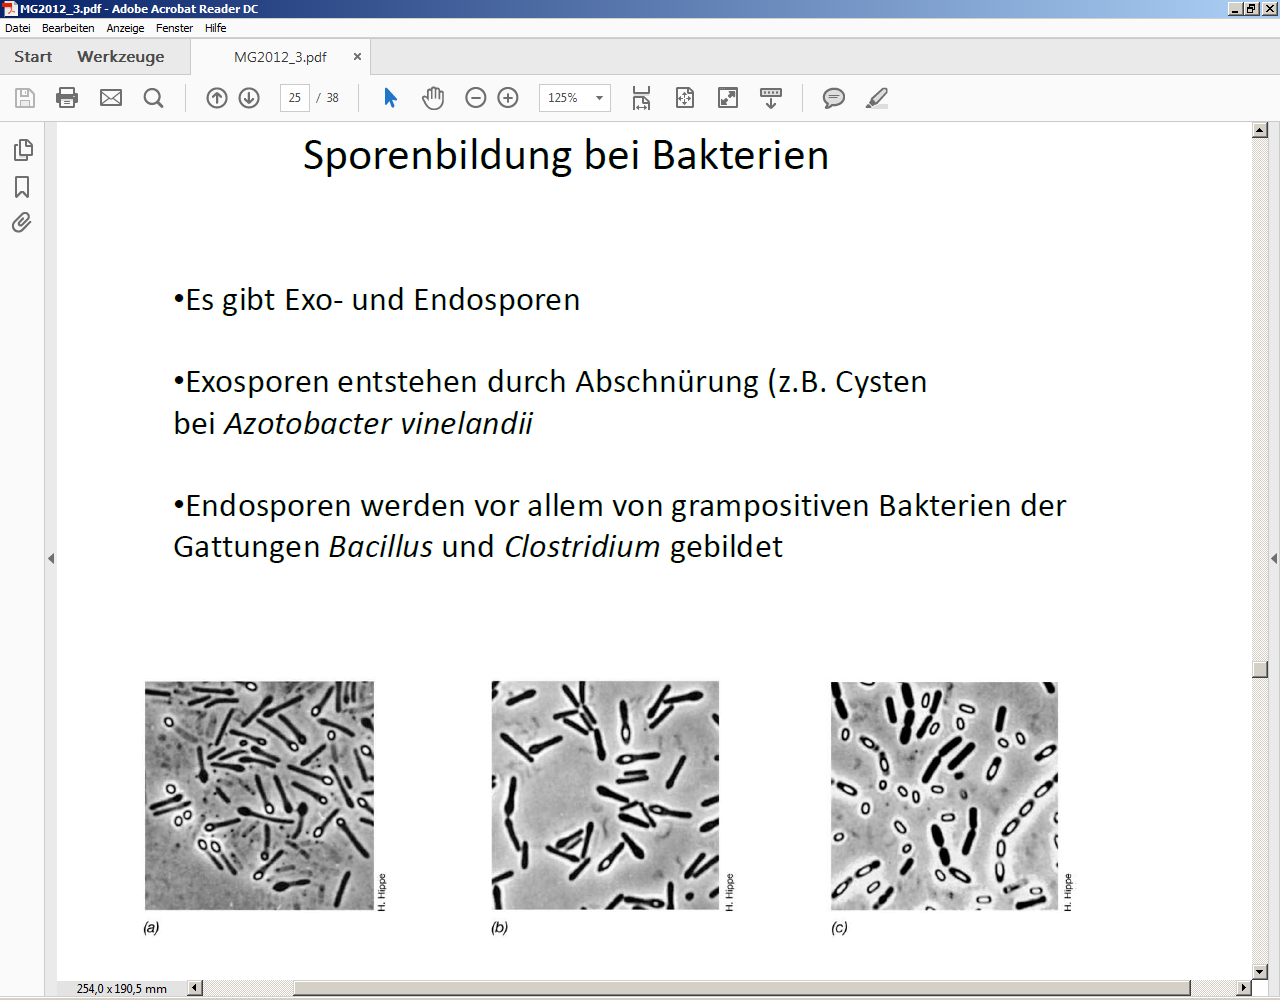 MG2012_3.pdf - Adobe Acrobat Reader DC
Datei Bearbeiten Anzeige Fenster Hilfe
Start Werkzeuge MG2012_3.pdf ×
25 / 38 125%
Sporenbildung bei Bakterien
•Es gibt Exo- und Endosporen
•Exosporen entstehen durch Abschnürung (z.B. Cysten
bei Azotobacter vinelandii
•Endosporen werden vor allem von grampositiven Bakterien der
Gattungen Bacillus und Clostridium gebildet
H. Hippe
H. Hippe
H. Hippe
(a) (b) (c)
254,0 x 190,5 mm